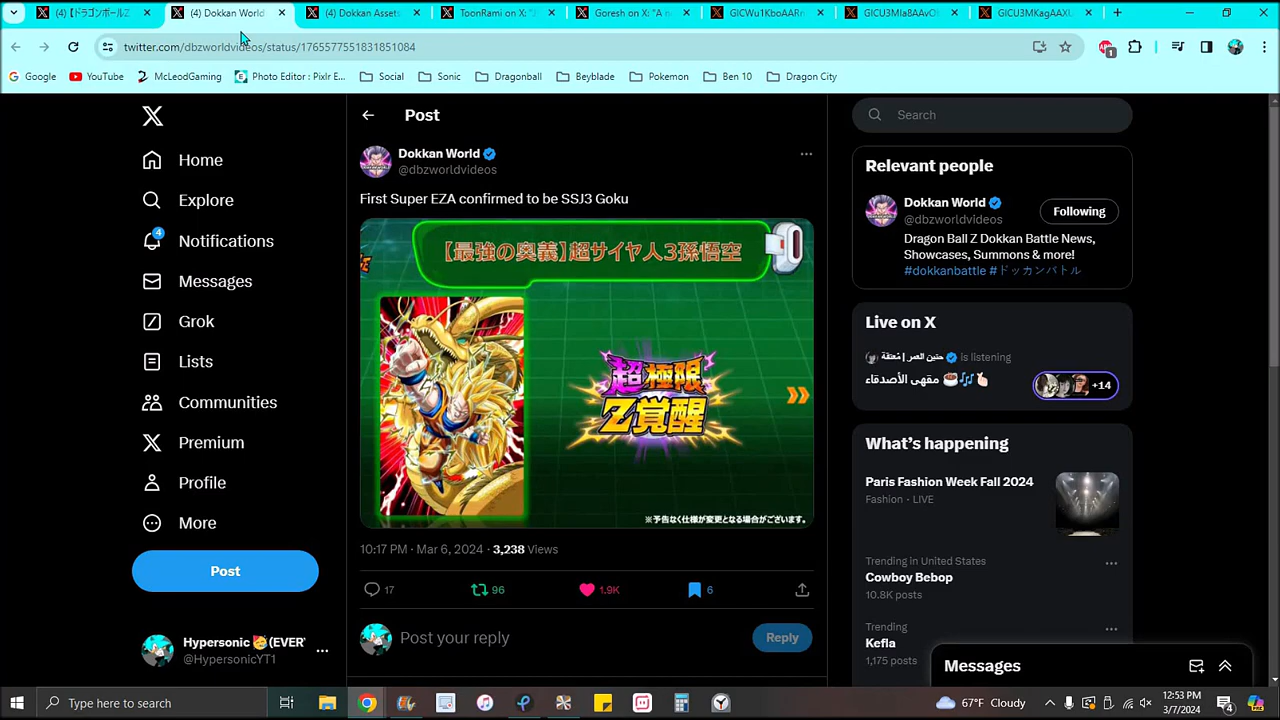 (4) 【ドラゴンボールZ
(4) Dokkan World
(4) Dokkan Assets
ToonRami on X: "
Goresh on X: "A
GICWu1KboAARr
GICU3MIa8AAvO
GICU3MKagAAXU
twitter.com/dbzworldvideos/status/1765577551831851084
1
Google
YouTube
McLeodGaming
Photo Editor : Pixlr E...
Social
Sonic
Dragonball
Beyblade
Pokemon
Ben 10
Dragon City
Home
Explore
4
Notifications
Messages
Grok
Lists
Communities
Premium
Profile
More
Post
Hypersonic 🥳(EVER'
@HypersonicYT1
Post
Dokkan World
@dbzworldvideos
First Super EZA confirmed to be SSJ3 Goku
【最強の奥義】超サイヤ人3孫悟空
超極限
Z覚醒
※予告なく仕様が変更となる場合がございます。
10:17 PM · Mar 6, 2024 · 3,238 Views
17
96
1.9K
6
Post your reply
Reply
Search
Relevant people
Dokkan World
@dbzworldvideos
Following
Dragon Ball Z Dokkan Battle News,
Showcases, Summons & more!
#dokkanbattle #ドッカンバトル
Live on X
is listening
مقهى الأصدقاء ☕🎶👌🏻
+14
What's happening
Paris Fashion Week Fall 2024
Fashion · LIVE
Trending in United States
Cowboy Bebop
10.8K posts
Trending
Kefla
1,175 posts
Messages
Type here to search
67°F Cloudy
12:53 PM
3/7/2024
4